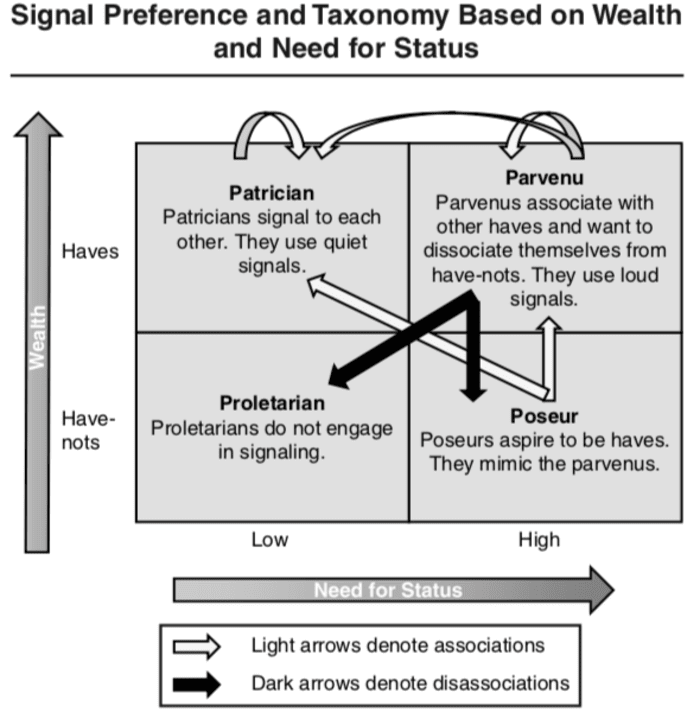 Signal Preference and Taxonomy Based on Wealth
and Need for Status
Patrician
Patricians signal to each
other. They use quiet
signals.
Parvenu
Parvenus associate with
other haves and want to
dissociate themselves from
have-nots. They use loud
signals.
Haves
Wealth
Have-
nots
Proletarian
Proletarians do not engage
in signaling.
Poseur
Poseurs aspire to be haves.
They mimic the parvenus.
Low
High
Need for Status
Light arrows denote associations
Dark arrows denote disassociations